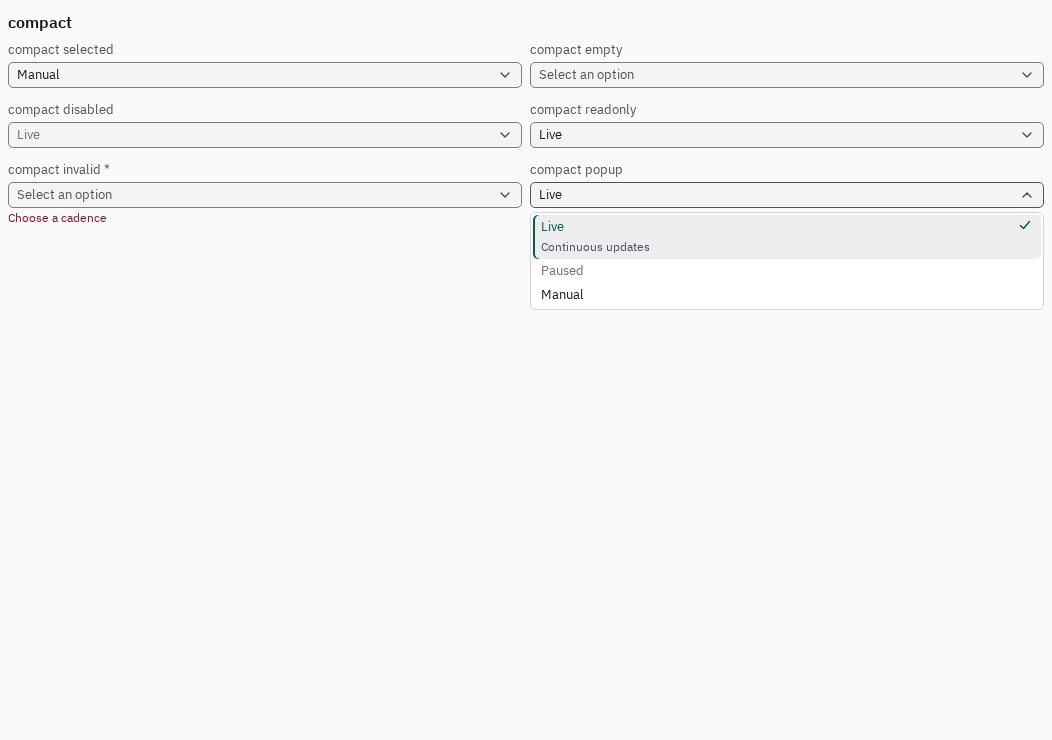 compact
compact selected
Manual
compact empty
Select an option
compact disabled
Live
compact readonly
Live
compact invalid *
Select an option
Choose a cadence
compact popup
Live
Live
Continuous updates
Paused
Manual